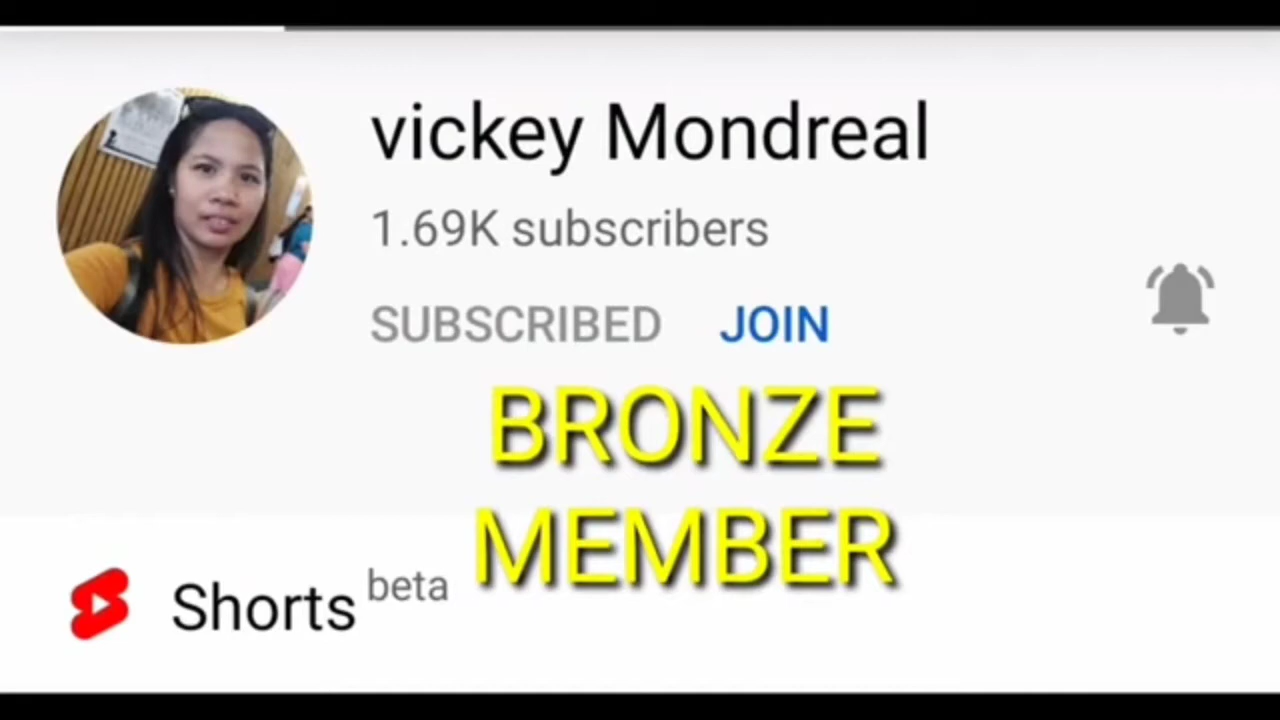 vickey Mondreal
1.69K subscribers
SUBSCRIBED JOIN
BRONZE
MEMBER
Shorts beta